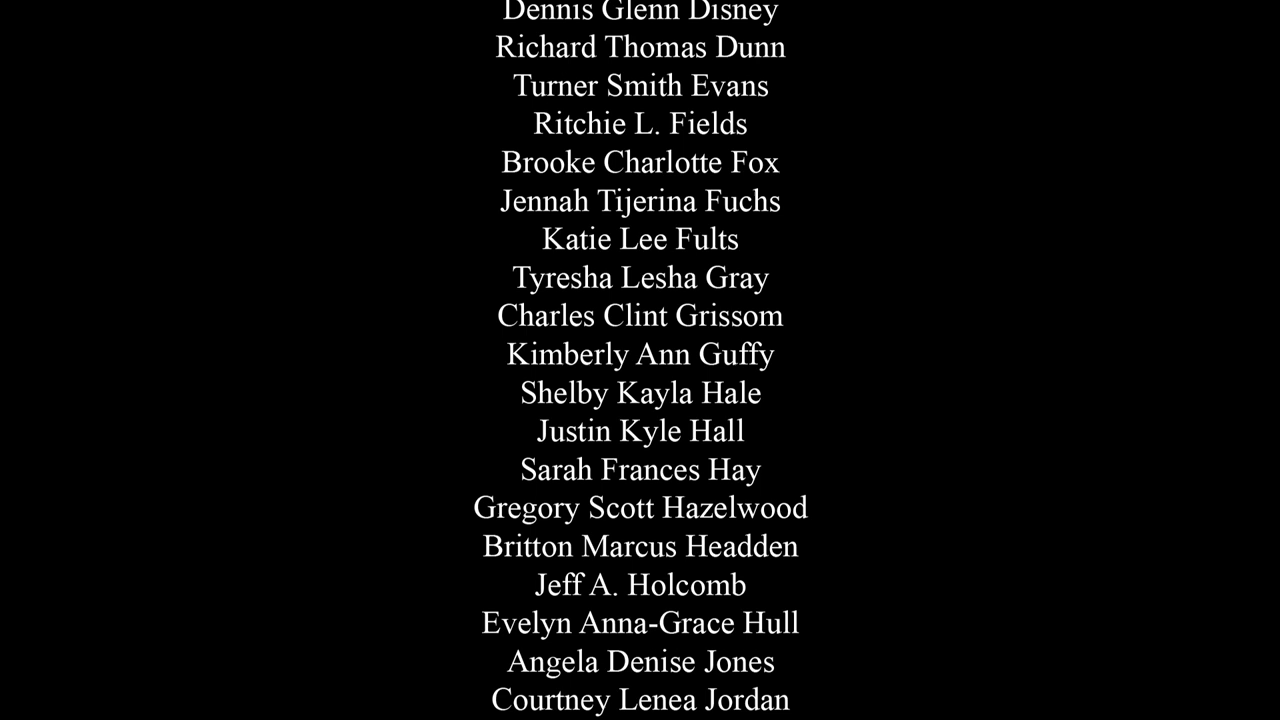 Dennis Glenn Disney
Richard Thomas Dunn
Turner Smith Evans
Ritchie L. Fields
Brooke Charlotte Fox
Jennah Tijerina Fuchs
Katie Lee Fults
Tyresha Lesha Gray
Charles Clint Grissom
Kimberly Ann Guffy
Shelby Kayla Hale
Justin Kyle Hall
Sarah Frances Hay
Gregory Scott Hazelwood
Britton Marcus Headden
Jeff A. Holcomb
Evelyn Anna-Grace Hull
Angela Denise Jones
Courtney Lenea Jordan